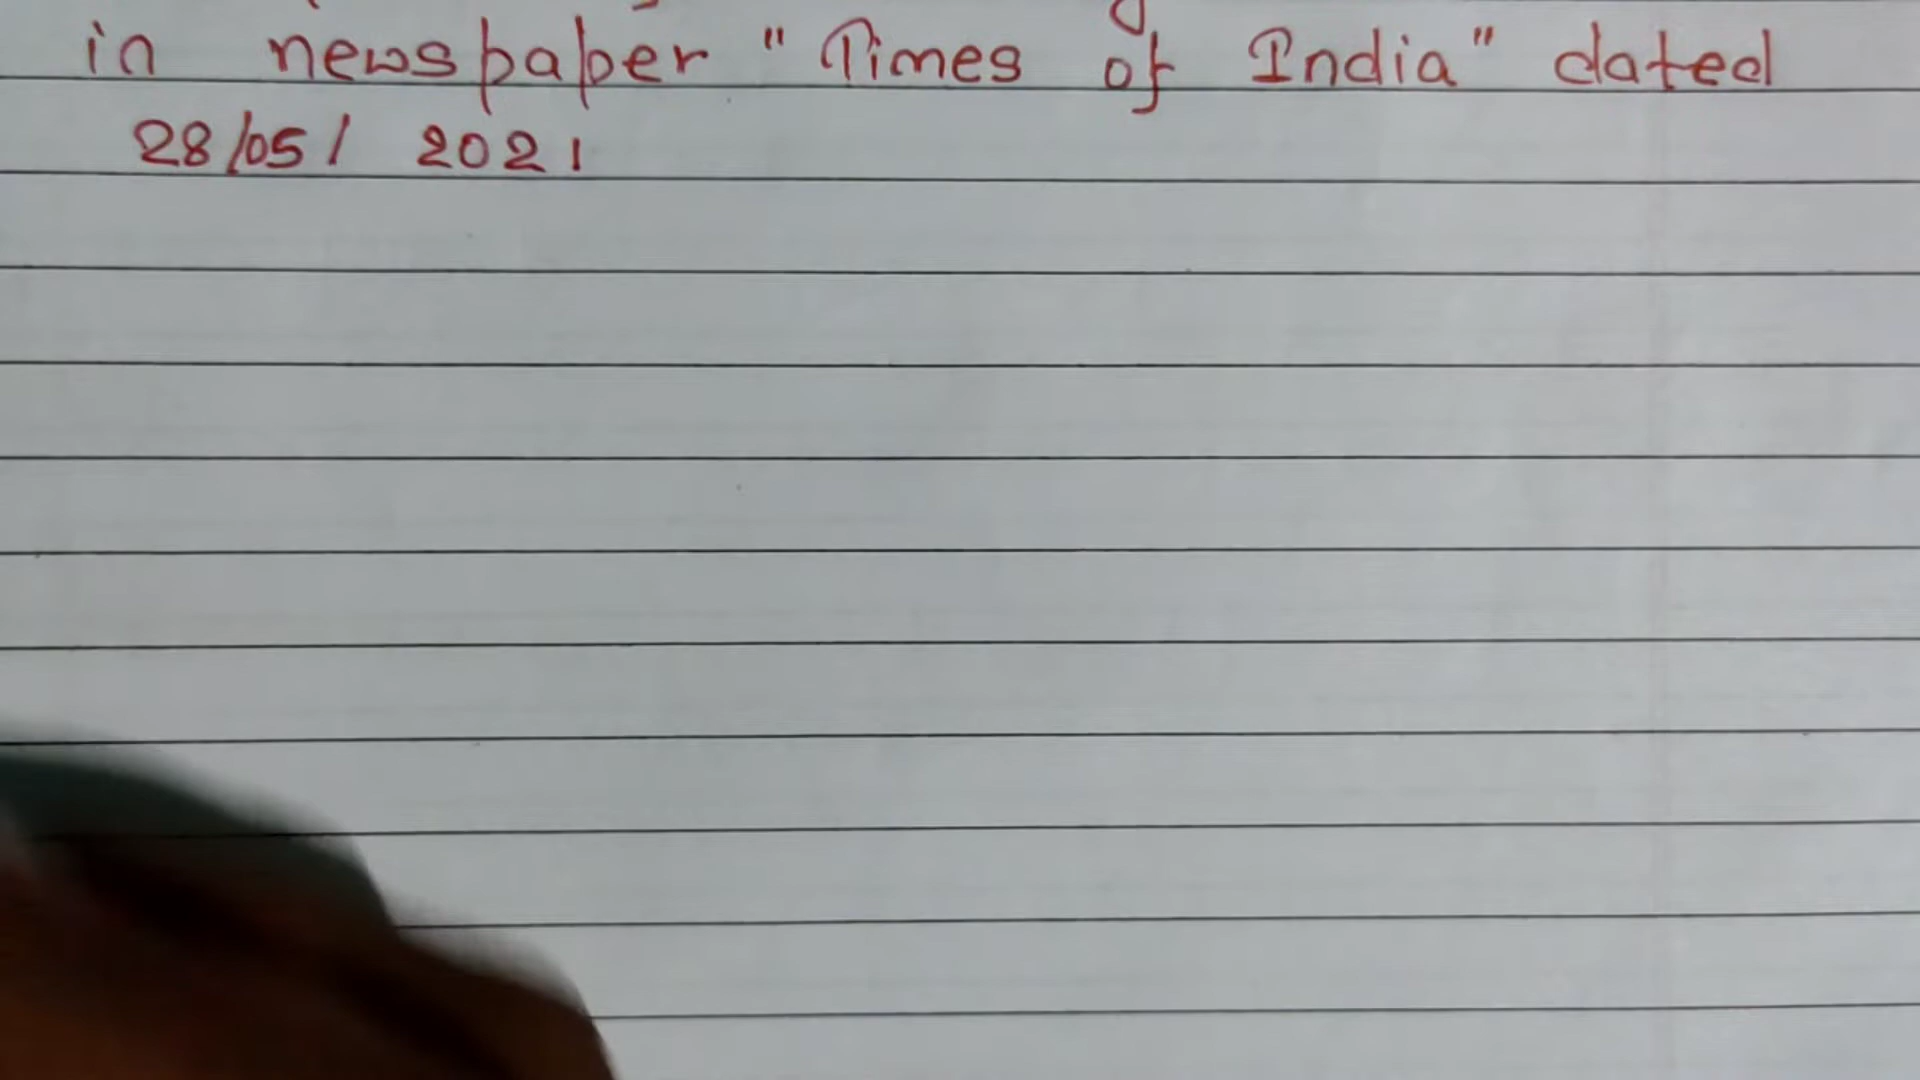 in newspaper "Times of India" dated
28/05/ 2021